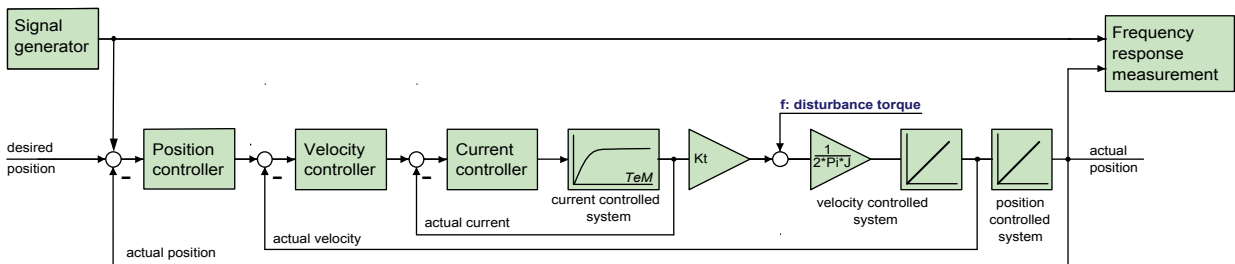 Signal
generator
Frequency
response
measurement
f: disturbance torque
desired
position
Position
controller
Velocity
controller
Current
controller
TeM
current controlled
system
Kt
1
2*Pi*J
velocity controlled
system
position
controlled
system
actual
position
actual current
actual velocity
actual position